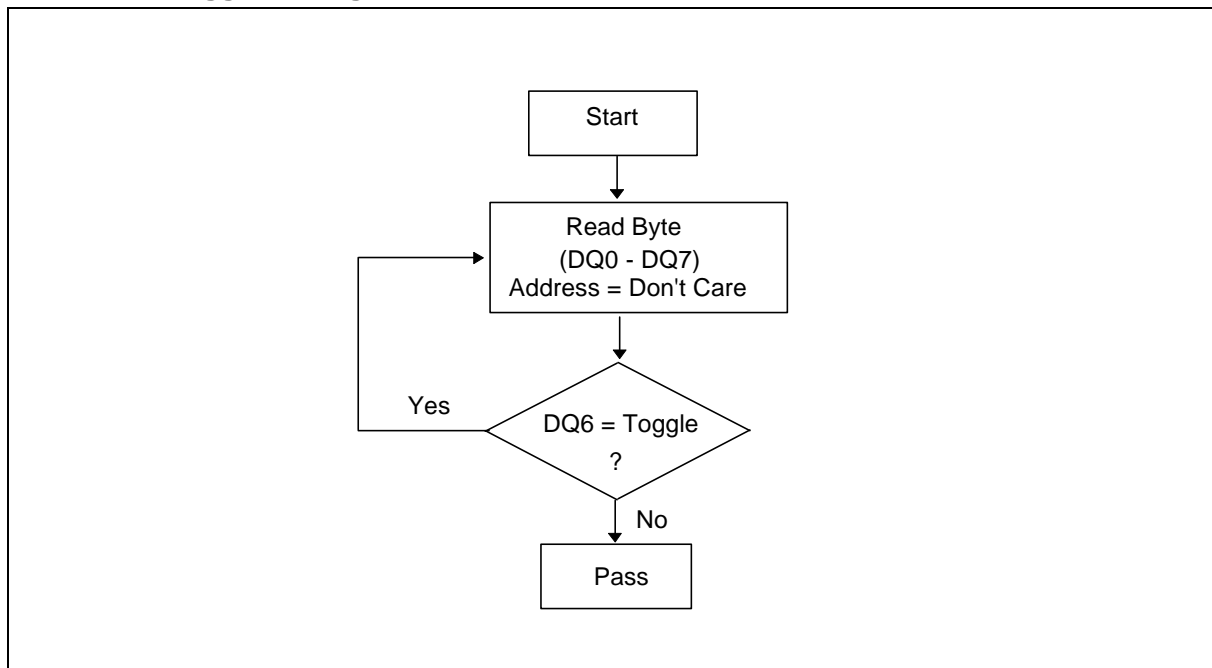 Start
Read Byte
(DQ0 - DQ7)
Address = Don't Care
Yes
DQ6 = Toggle
?
No
Pass